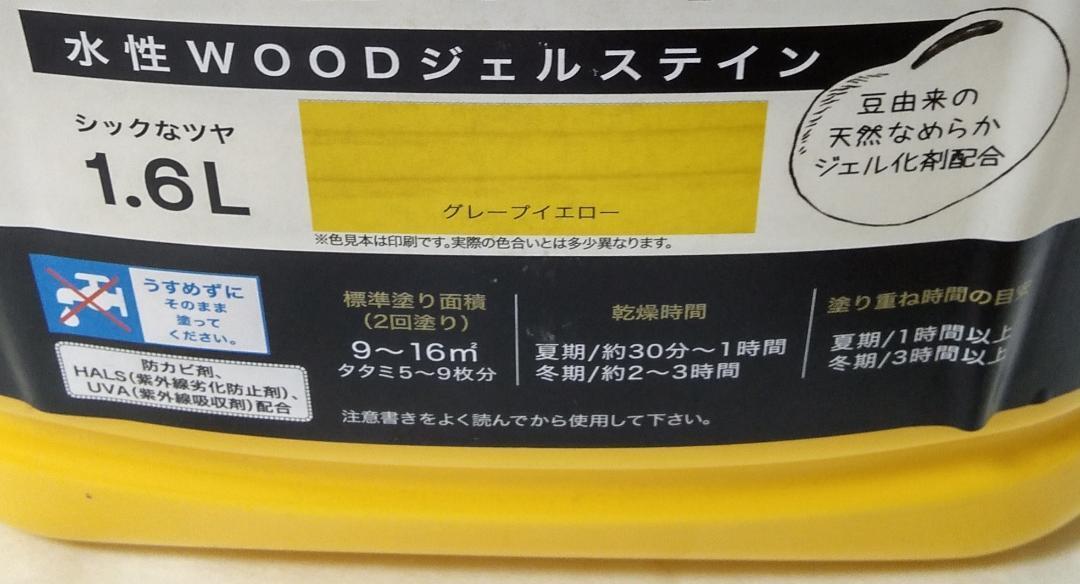 水性WOODジェルステイン
豆由来の
天然なめらか
ジェル化剤配合
シックなツヤ
1.6L
グレープイエロー
※色見本は印刷です。実際の色合いとは多少異なります。
うすめずに
そのまま
塗って
ください。
防カビ剤、
HALS(紫外線劣化防止剤)、
UVA(紫外線吸収剤)配合
標準塗り面積
(2回塗り)
9〜16㎡
タタミ5〜9枚分
乾燥時間
夏期/約30分〜1時間
冬期/約2〜3時間
塗り重ね時間の目安
夏期/1時間以上
冬期/3時間以上
注意書きをよく読んでから使用して下さい。